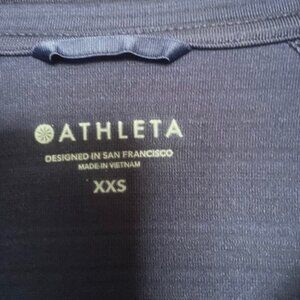 ATHLETA
DESIGNED IN SAN FRANCISCO
MADE IN VIETNAM
XXS